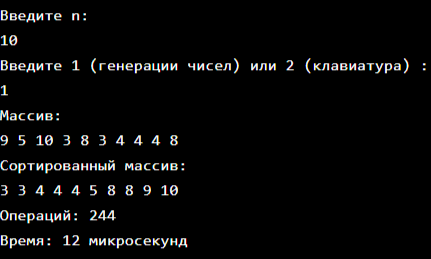 Введите n:
10
Введите 1 (генерации чисел) или 2 (клавиатура) :
1
Массив:
9 5 10 3 8 3 4 4 4 8
Сортированный массив:
3 3 4 4 4 5 8 8 9 10
Операций: 244
Время: 12 микросекунд